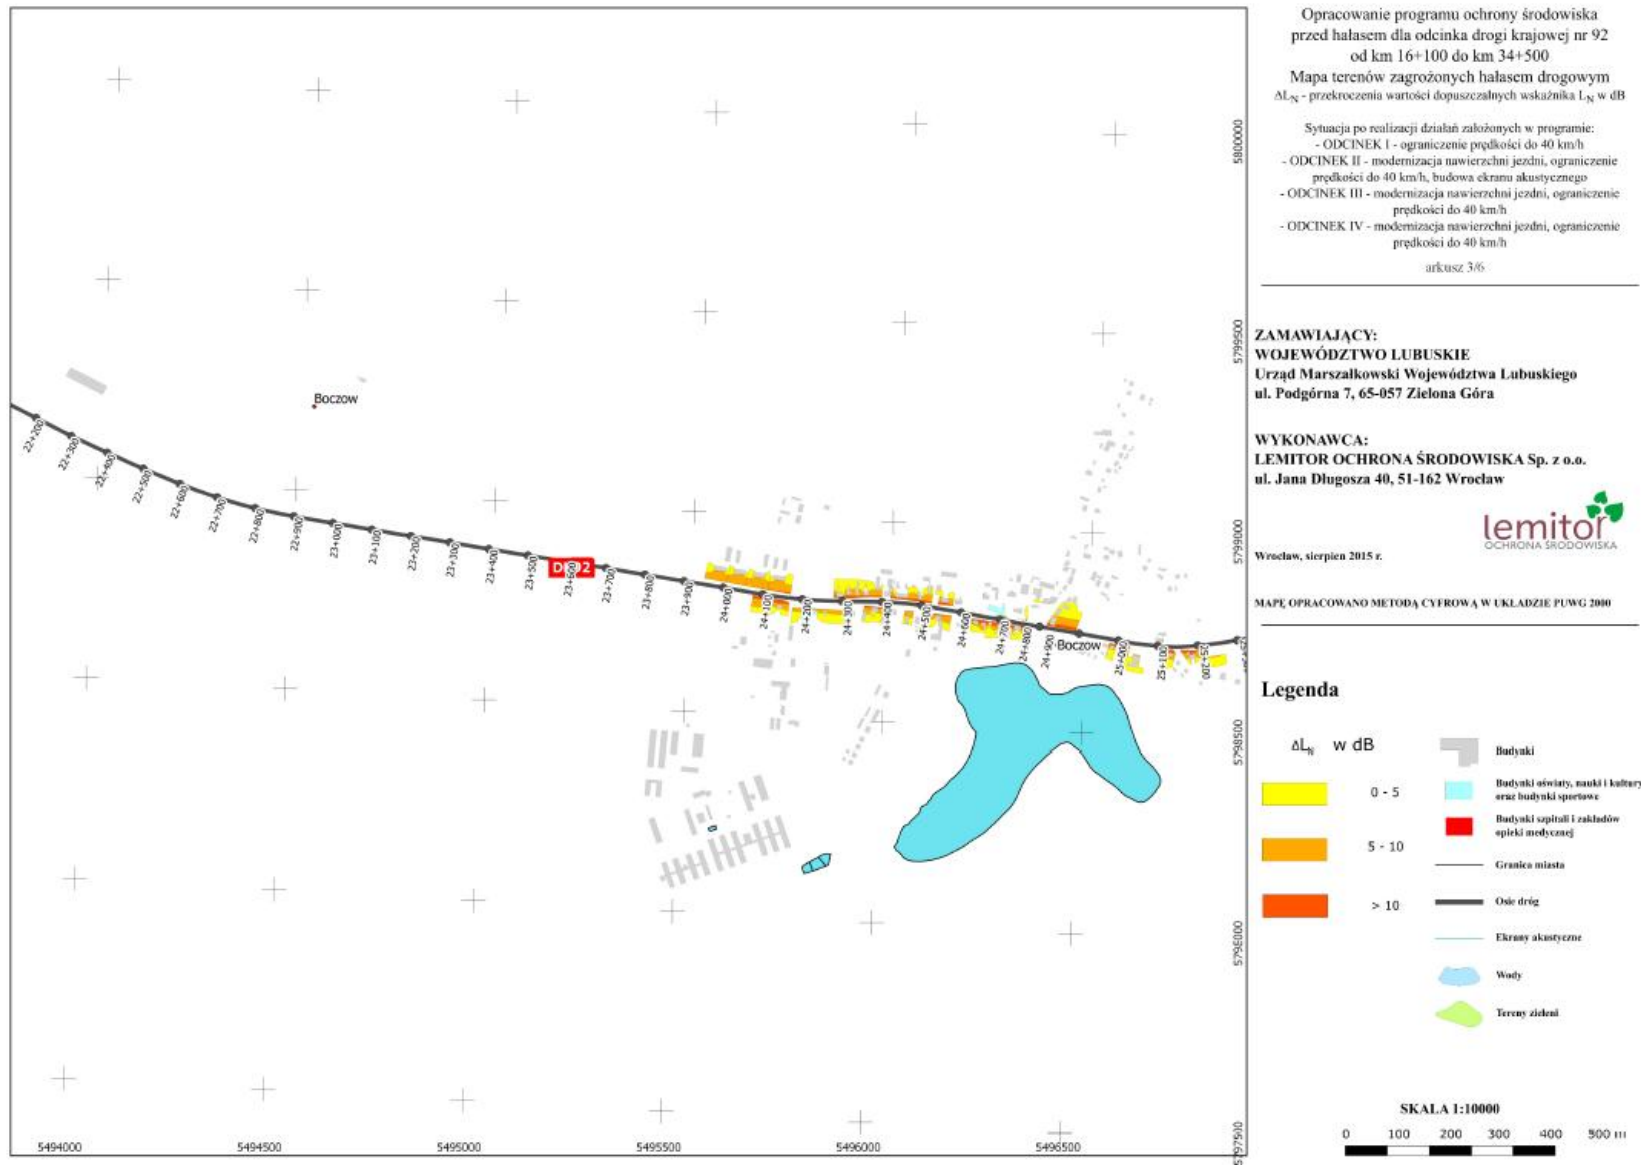 Opracowanie programu ochrony środowiska
przed hałasem dla odcinka drogi krajowej nr 92
od km 16+100 do km 34+500
Mapa terenów zagrożonych hałasem drogowym
ΔL_N - przekroczenia wartości dopuszczalnych wskaźnika L_N w dB
Sytuacja po realizacji działań założonych w programie:
- ODCINEK I - ograniczenie prędkości do 40 km/h
- ODCINEK II - modernizacja nawierzchni jezdni, ograniczenie
prędkości do 40 km/h, budowa ekranu akustycznego
- ODCINEK III - modernizacja nawierzchni jezdni, ograniczenie
prędkości do 40 km/h
- ODCINEK IV - modernizacja nawierzchni jezdni, ograniczenie
prędkości do 40 km/h
arkusz 3/6
ZAMAWIAJĄCY:
WOJEWÓDZTWO LUBUSKIE
Urząd Marszałkowski Województwa Lubuskiego
ul. Podgórna 7, 65-057 Zielona Góra
WYKONAWCA:
LEMITOR OCHRONA ŚRODOWISKA Sp. z o.o.
ul. Jana Długosza 40, 51-162 Wrocław
lemitor
OCHRONA ŚRODOWISKA
Wrocław, sierpien 2015 r.
MAPĘ OPRACOWANO METODĄ CYFROWĄ W UKŁADZIE PUWG 2000
Legenda
ΔL_N w dB
0 - 5
5 - 10
> 10
Budynki
Budynki oświaty, nauki i kultury
oraz budynki sportowe
Budynki szpitali i zakładów
opieki medycznej
Granica miasta
Osie dróg
Ekrany akustyczne
Wody
Tereny zieleni
SKALA 1:10000
0 100 200 300 400 500 m
Boczow
22+200
22+300
22+400
22+500
22+600
22+700
22+800
22+900
23+000
23+100
23+200
23+300
23+400
23+500
23+600
23+700
23+800
23+900
24+000
24+100
24+200
24+300
24+400
24+500
24+600
24+700
24+800
24+900
Boczow
25+000
25+100
25+200
5800000
5799500
5799000
5798500
5798000
5797500
5494000
5494500
5495000
5495500
5496000
5496500